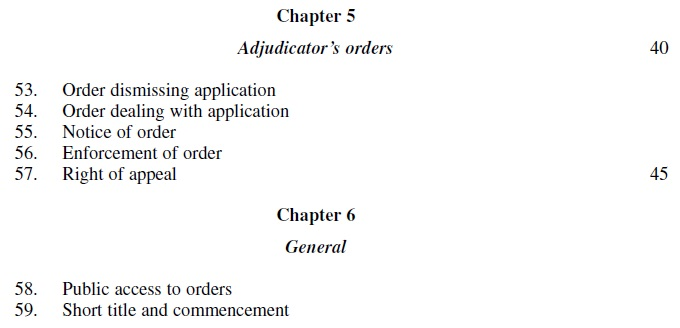 Chapter 5
Adjudicator's orders 40
53. Order dismissing application
54. Order dealing with application
55. Notice of order
56. Enforcement of order
57. Right of appeal 45
Chapter 6
General
58. Public access to orders
59. Short title and commencement